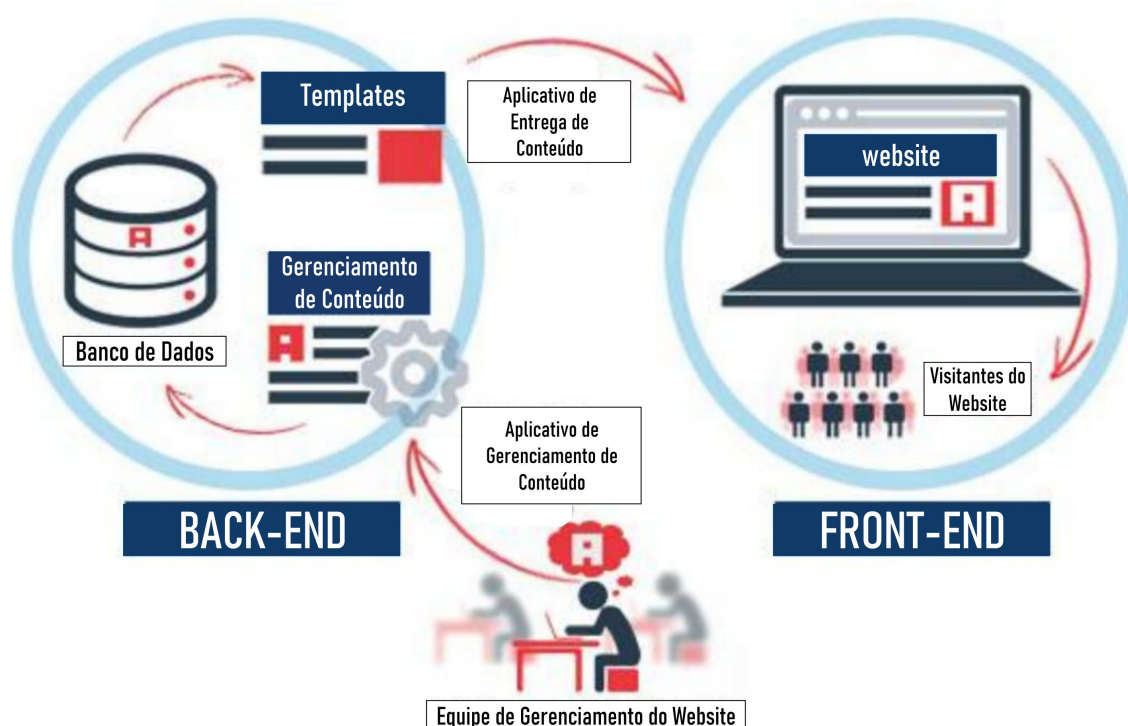 Templates
Aplicativo de
Entrega de
Conteúdo
website
Gerenciamento
de Conteúdo
Banco de Dados
Visitantes do
Website
Aplicativo de
Gerenciamento de
Conteúdo
BACK-END
FRONT-END
Equipe de Gerenciamento do Website